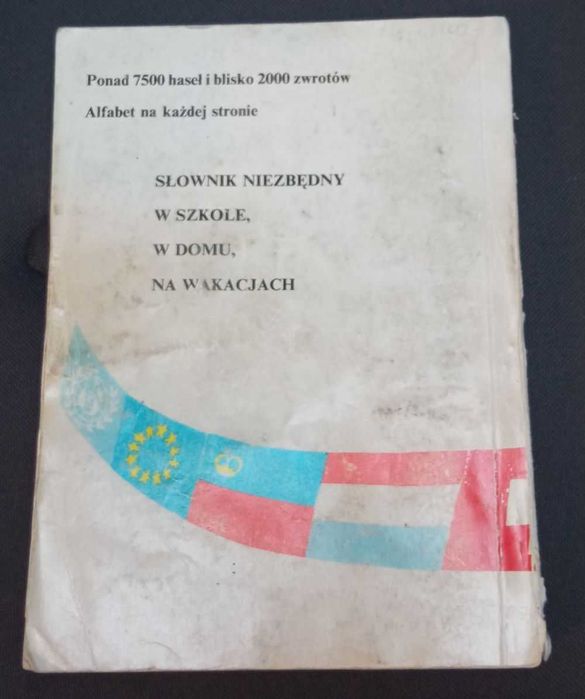 Ponad 7500 haseł i blisko 2000 zwrotów
Alfabet na każdej stronie
SŁOWNIK NIEZBĘDNY
W SZKOLE,
W DOMU,
NA WAKACJACH